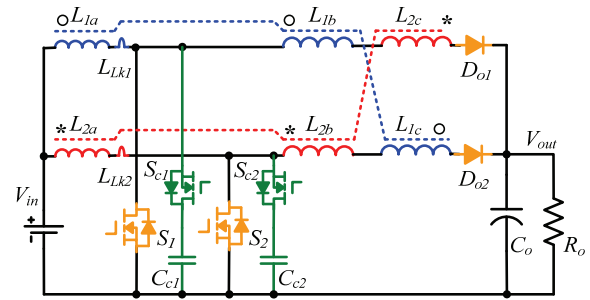 L1a L1b L2c *
LLk1 Do1
* L2a * L2b L1c Vout
LLk2 Sc1 Sc2 Do2
Vin
S1 S2 Co Ro
Cc1 Cc2